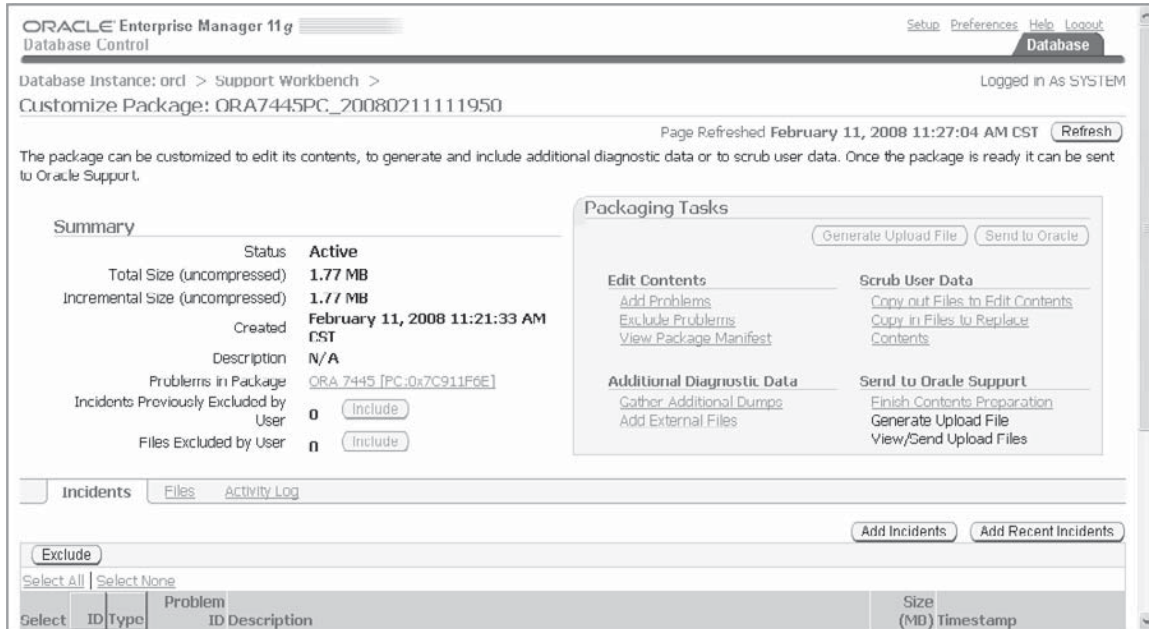 ORACLE Enterprise Manager 11g
Database Control
Setup Preferences Help Logout
Database
Database Instance: orcl > Support Workbench >
Logged in As SYSTEM
Customize Package: ORA7445PC_20080211111950
Page Refreshed February 11, 2008 11:27:04 AM CST Refresh
The package can be customized to edit its contents, to generate and include additional diagnostic data or to scrub user data. Once the package is ready it can be sent
to Oracle Support.
Summary
Status Active
Total Size (uncompressed) 1.77 MB
Incremental Size (uncompressed) 1.77 MB
Created February 11, 2008 11:21:33 AM
CST
Description N/A
Problems in Package ORA 7445 [PC:0x7C911F6E]
Incidents Previously Excluded by
User 0 Include
Files Excluded by User 0 Include
Packaging Tasks
Generate Upload File Send to Oracle
Edit Contents
Add Problems
Exclude Problems
View Package Manifest
Scrub User Data
Copy out Files to Edit Contents
Copy in Files to Replace
Contents
Additional Diagnostic Data
Gather Additional Dumps
Add External Files
Send to Oracle Support
Finish Contents Preparation
Generate Upload File
View/Send Upload Files
Incidents Files Activity Log
Add Incidents Add Recent Incidents
Exclude
Select All | Select None
Select ID Type Problem
ID Description Size
(MB) Timestamp